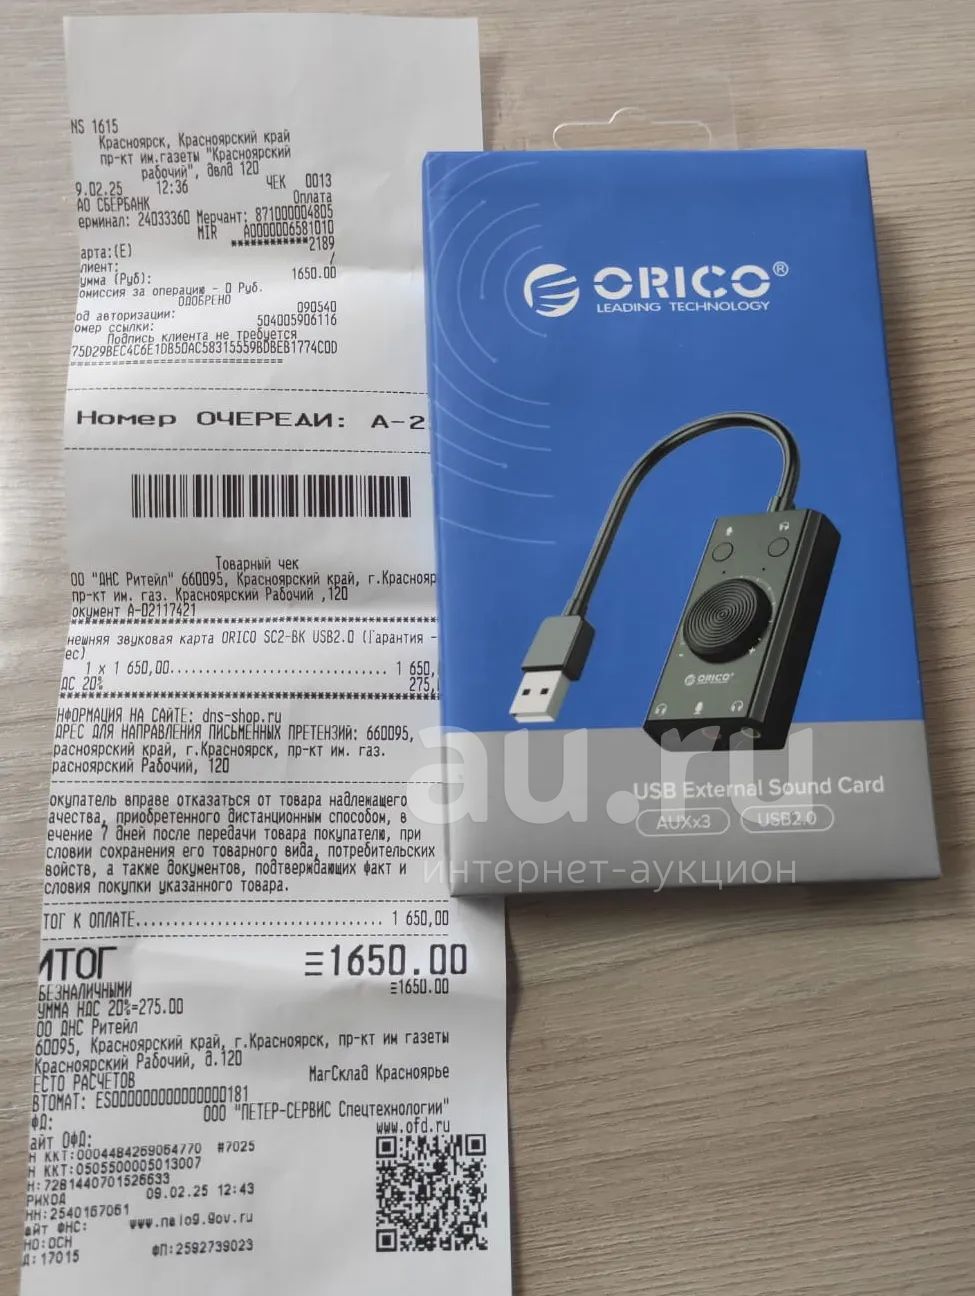 NS 1615
Красноярск, Красноярский край
пр-кт им.газеты "Красноярский
рабочий", двлд 120
9.02.25 12:36 ЧЕК 0013
АО СБЕРБАНК Оплата
ерминал: 24033360 Мерчант: 871000004805
MIR A0000006581010
арта:(E) ************2189
лиент: /
умма (Руб): 1650.00
омиссия за операцию - 0 Руб.
ОДОБРЕНО
од авторизации: 090540
омер ссылки: 504005906116
Подпись клиента не требуется
75D29BEC4C6E1DB5DAC58315559BDBEB1774C0D
Номер ОЧЕРЕДИ: А-2
Товарный чек
ОО "ДНС Ритейл" 660095, Красноярский край, г.Краснояр
пр-кт им. газ. Красноярский Рабочий ,120
окумент А-02117421
нешняя звуковая карта ORICO SC2-BK USB2.0 (Гарантия -
ес)
1 x 1 650,00.............................. 1 650,
ДС 20% 275,
НФОРМАЦИЯ НА САЙТЕ: dns-shop.ru
ДРЕС ДЛЯ НАПРАВЛЕНИЯ ПИСЬМЕННЫХ ПРЕТЕНЗИЙ: 660095,
расноярский край, г.Красноярск, пр-кт им. газ.
расноярский Рабочий, 120
окупатель вправе отказаться от товара надлежащего
ачества, приобретенного дистанционным способом, в
ечение 7 дней после передачи товара покупателю, при
словии сохранения его товарного вида, потребительских
войств, а также документов, подтверждающих факт и
словия покупки указанного товара.
ТОГ К ОПЛАТЕ.............................. 1 650,00
ИТОГ ≡1650.00
БЕЗНАЛИЧНЫМИ ≡1650.00
УММА НДС 20%=275.00
ОО ДНС Ритейл
60095, Красноярский край, г.Красноярск, пр-кт им газеты
Красноярский Рабочий, д.120
ЕСТО РАСЧЕТОВ МагСклад Красноярье
ВТОМАТ: ES0000000000000000181
ФД: ООО "ПЕТЕР-СЕРВИС Спецтехнологии"
айт ОФД: www.ofd.ru
Н ККТ:0004484269064770 #7025
Н ККТ:0505500005013007
Н:7281440701526633
РИХОД 09.02.25 12:43
НН:2540167061
айт ФНС: www.nalog.gov.ru
НО:ОСН
Д:17015 ФП:2592739023
ORICO®
LEADING TECHNOLOGY
ORICO
USB External Sound Card
AUXx3 USB2.0
au.ru
интернет-аукцион